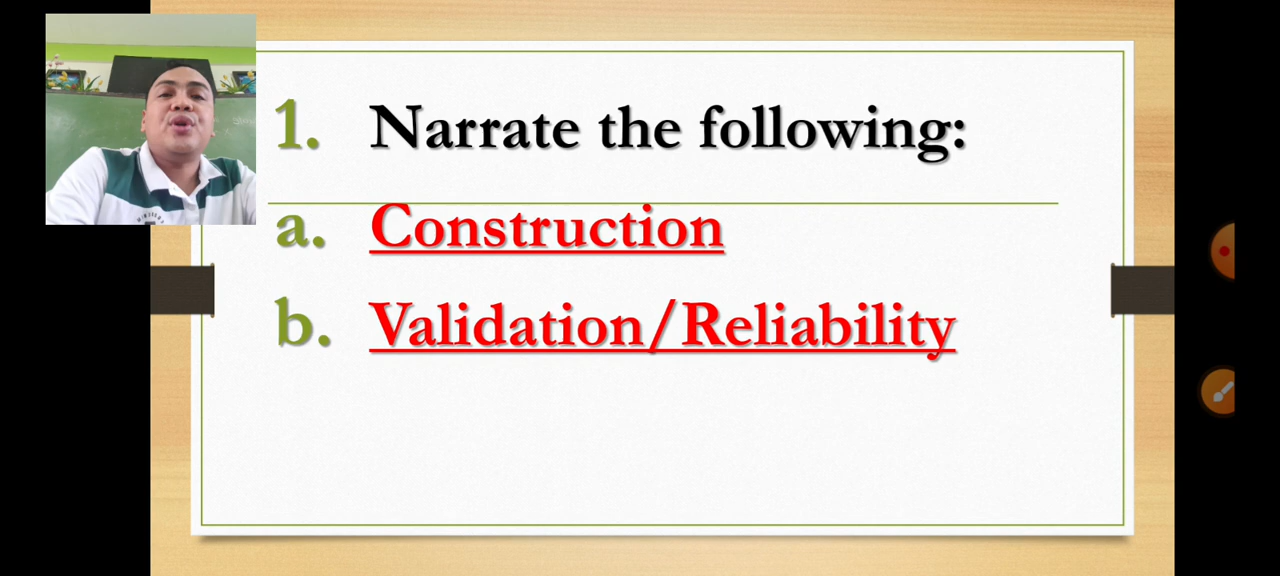 1. Narrate the following:
a. Construction
b. Validation/Reliability